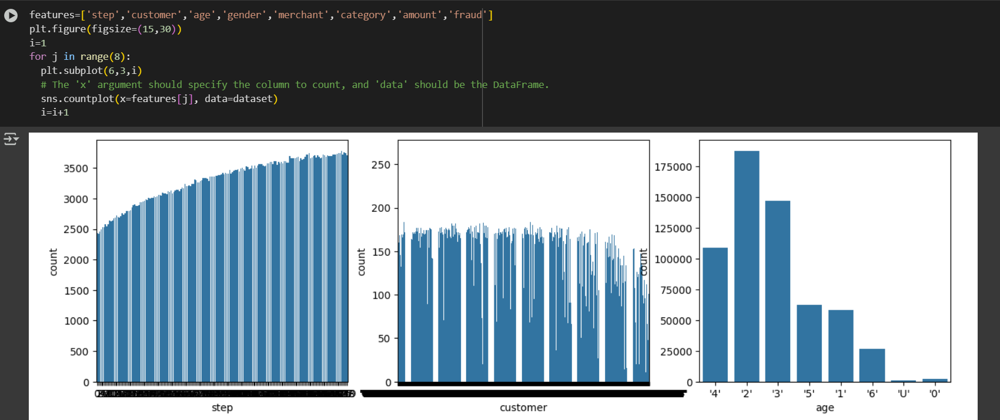 features=['step','customer','age','gender','merchant','category','amount','fraud']
plt.figure(figsize=(15,30))
i=1
for j in range(8):
  plt.subplot(6,3,i)
  # The 'x' argument should specify the column to count, and 'data' should be the DataFrame.
  sns.countplot(x=features[j], data=dataset)
  i=i+1
3500
3000
2500
2000
1500
1000
500
0
count
step
250
200
150
100
50
0
count
customer
175000
150000
125000
100000
75000
50000
25000
0
count
'4' '2' '3' '5' '1' '6' 'U' '0'
age